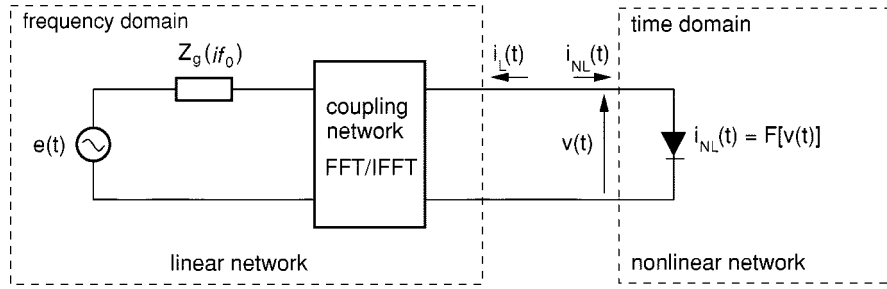 frequency domain
time domain
Z_g(if_0)
i_L(t)
i_NL(t)
coupling
network
FFT/IFFT
e(t)
v(t)
i_NL(t) = F[v(t)]
linear network
nonlinear network